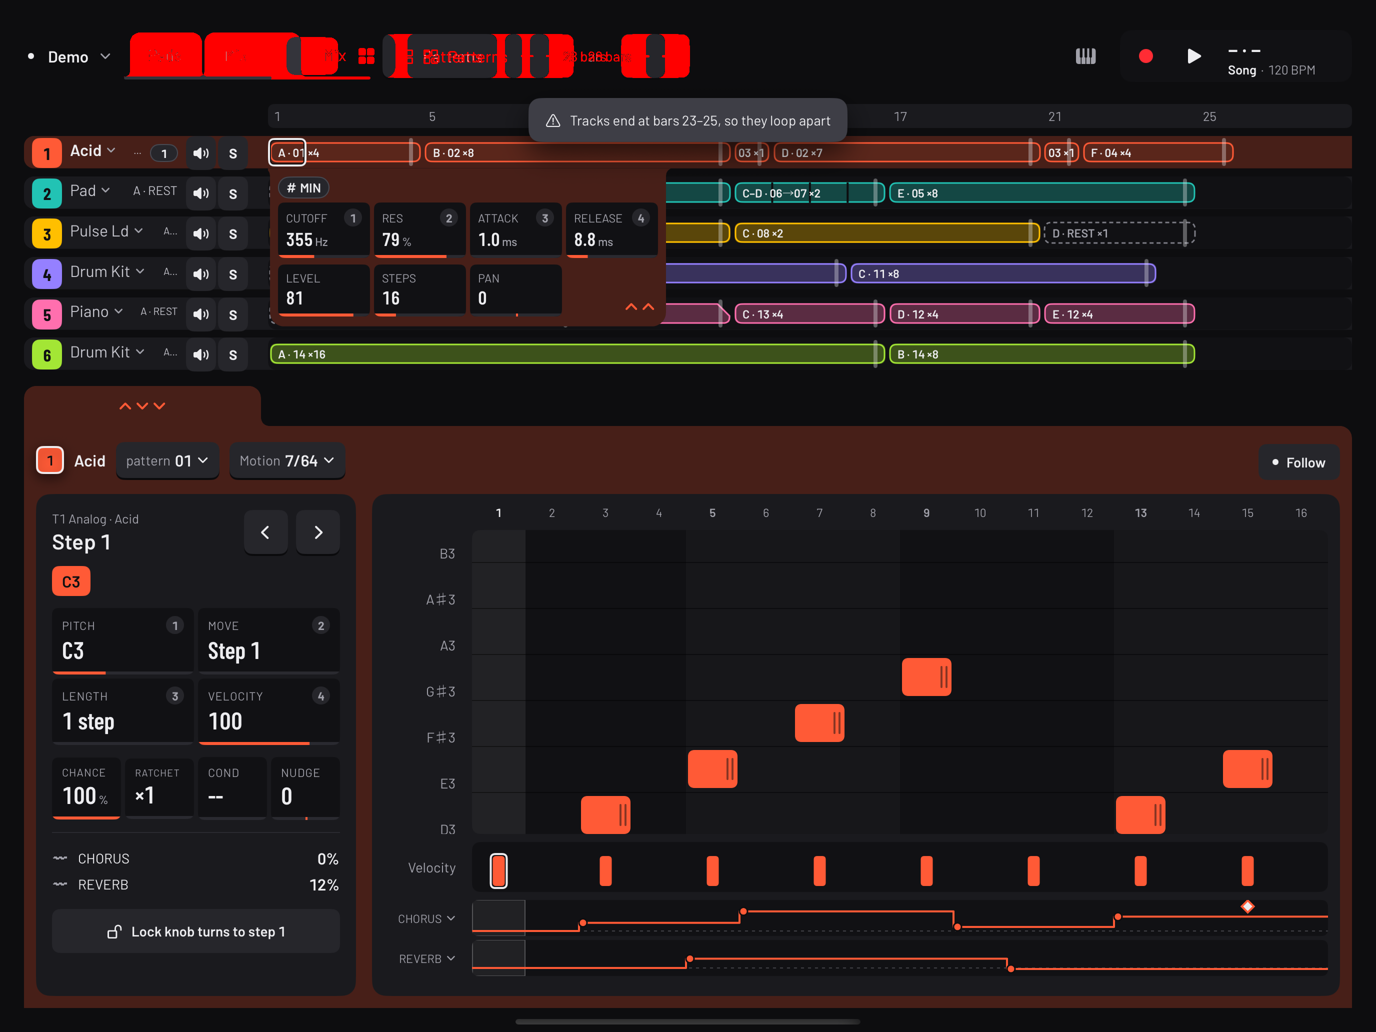 Demo
Song · 120 BPM
1 5 17 21 25
Tracks end at bars 23–25, so they loop apart
1 Acid ... 1 S A · 01 ×4 B · 02 ×8 03 ×1 D · 02 ×7 03 ×1 F · 04 ×4
2 Pad A · REST S C–D · 06→07 ×2 E · 05 ×8
3 Pulse Ld A... S C · 08 ×2 D · REST ×1
4 Drum Kit A... S C · 11 ×8
5 Piano A · REST S C · 13 ×4 D · 12 ×4 E · 12 ×4
6 Drum Kit A... S A · 14 ×16 B · 14 ×8
# MIN
CUTOFF 1 RES 2 ATTACK 3 RELEASE 4
355 Hz 79 % 1.0 ms 8.8 ms
LEVEL STEPS PAN
81 16 0
1 Acid pattern 01 Motion 7/64 Follow
T1 Analog · Acid
Step 1
C3
PITCH 1 MOVE 2
C3 Step 1
LENGTH 3 VELOCITY 4
1 step 100
CHANCE RATCHET COND NUDGE
100 % ×1 -- 0
CHORUS 0%
REVERB 12%
Lock knob turns to step 1
1 2 3 4 5 6 7 8 9 10 11 12 13 14 15 16
B3
A♯3
A3
G♯3
F♯3
E3
D3
Velocity
CHORUS
REVERB